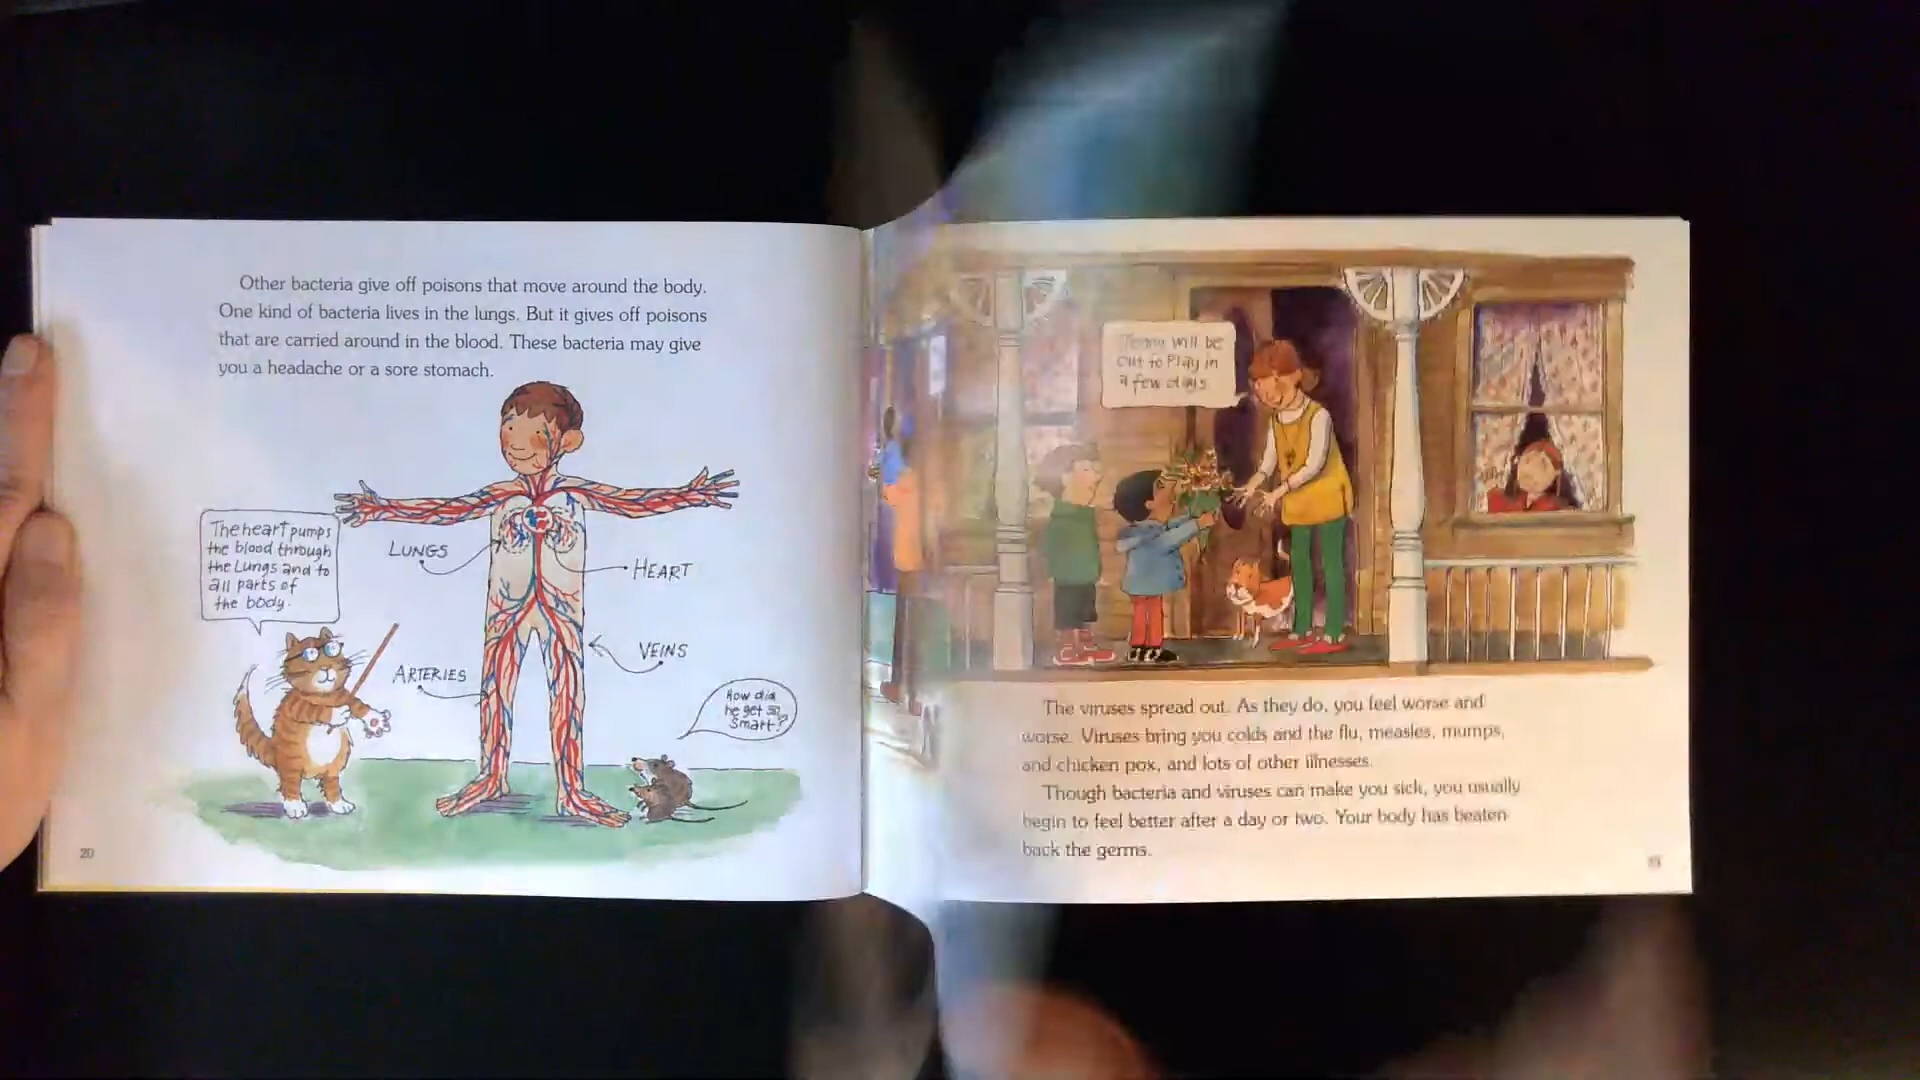 Other bacteria give off poisons that move around the body.
One kind of bacteria lives in the lungs. But it gives off poisons
that are carried around in the blood. These bacteria may give
you a headache or a sore stomach.
The heart pumps
the blood through
the Lungs and to
all parts of
the body.
LUNGS
HEART
VEINS
ARTERIES
How did
he get so
Smart?
20
will be
out to Play in
a few days.
The viruses spread out. As they do, you feel worse and
worse. Viruses bring you colds and the flu, measles, mumps,
and chicken pox, and lots of other illnesses.
Though bacteria and viruses can make you sick, you usually
begin to feel better after a day or two. Your body has beaten
back the germs.